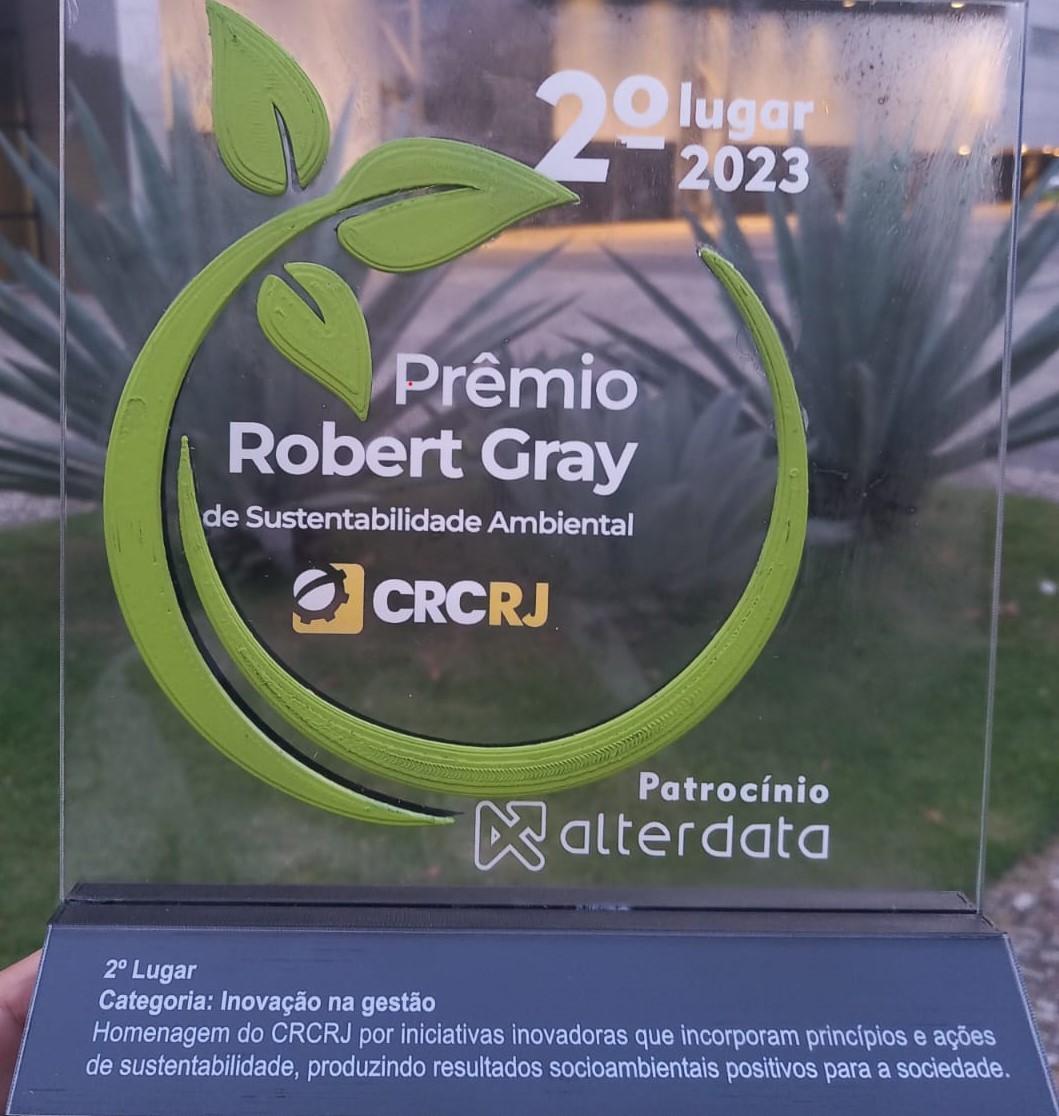 2º lugar
2023
Prêmio
Robert Gray
de Sustentabilidade Ambiental
CRCRJ
Patrocínio
alterdata
2º Lugar
Categoria: Inovação na gestão
Homenagem do CRCRJ por iniciativas inovadoras que incorporam princípios e ações
de sustentabilidade, produzindo resultados socioambientais positivos para a sociedade.